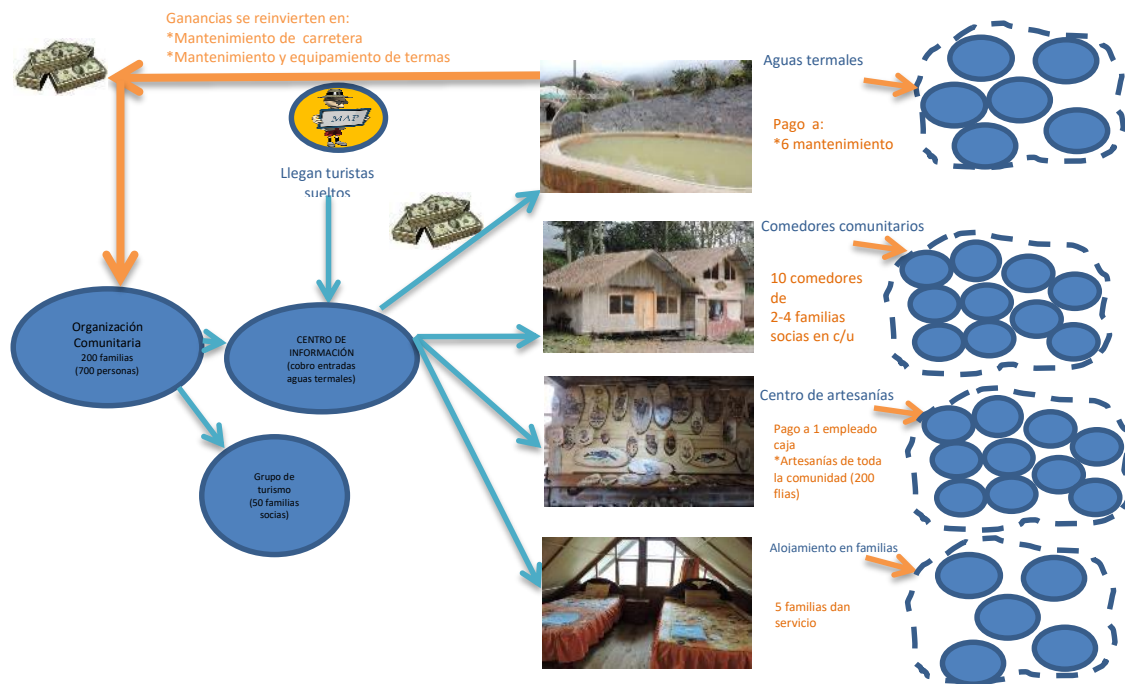 Ganancias se reinvierten en:
*Mantenimiento de carretera
*Mantenimiento y equipamiento de termas
MAP
Llegan turistas
sueltos
Organización
Comunitaria
200 familias
(700 personas)
CENTRO DE
INFORMACIÓN
(cobro entradas
aguas termales)
Grupo de
turismo
(50 familias
socias)
Aguas termales
Pago a:
*6 mantenimiento
Comedores comunitarios
10 comedores
de
2-4 familias
socias en c/u
Centro de artesanías
Pago a 1 empleado
caja
*Artesanías de toda
la comunidad (200
flias)
Alojamiento en familias
5 familias dan
servicio